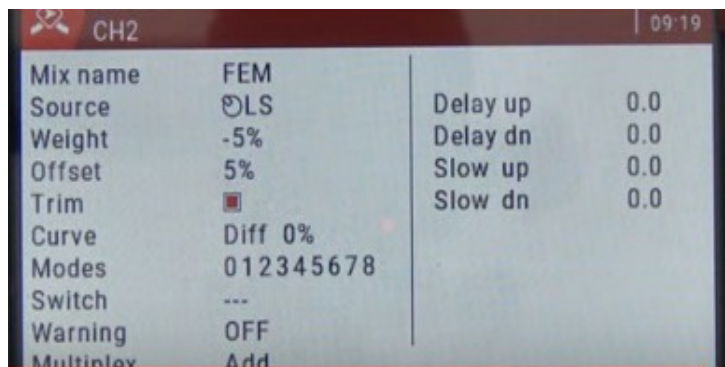 CH2
09:19
Mix name FEM
Source LS
Weight -5%
Offset 5%
Trim
Curve Diff 0%
Modes 012345678
Switch ---
Warning OFF
Multiplex Add
Delay up 0.0
Delay dn 0.0
Slow up 0.0
Slow dn 0.0